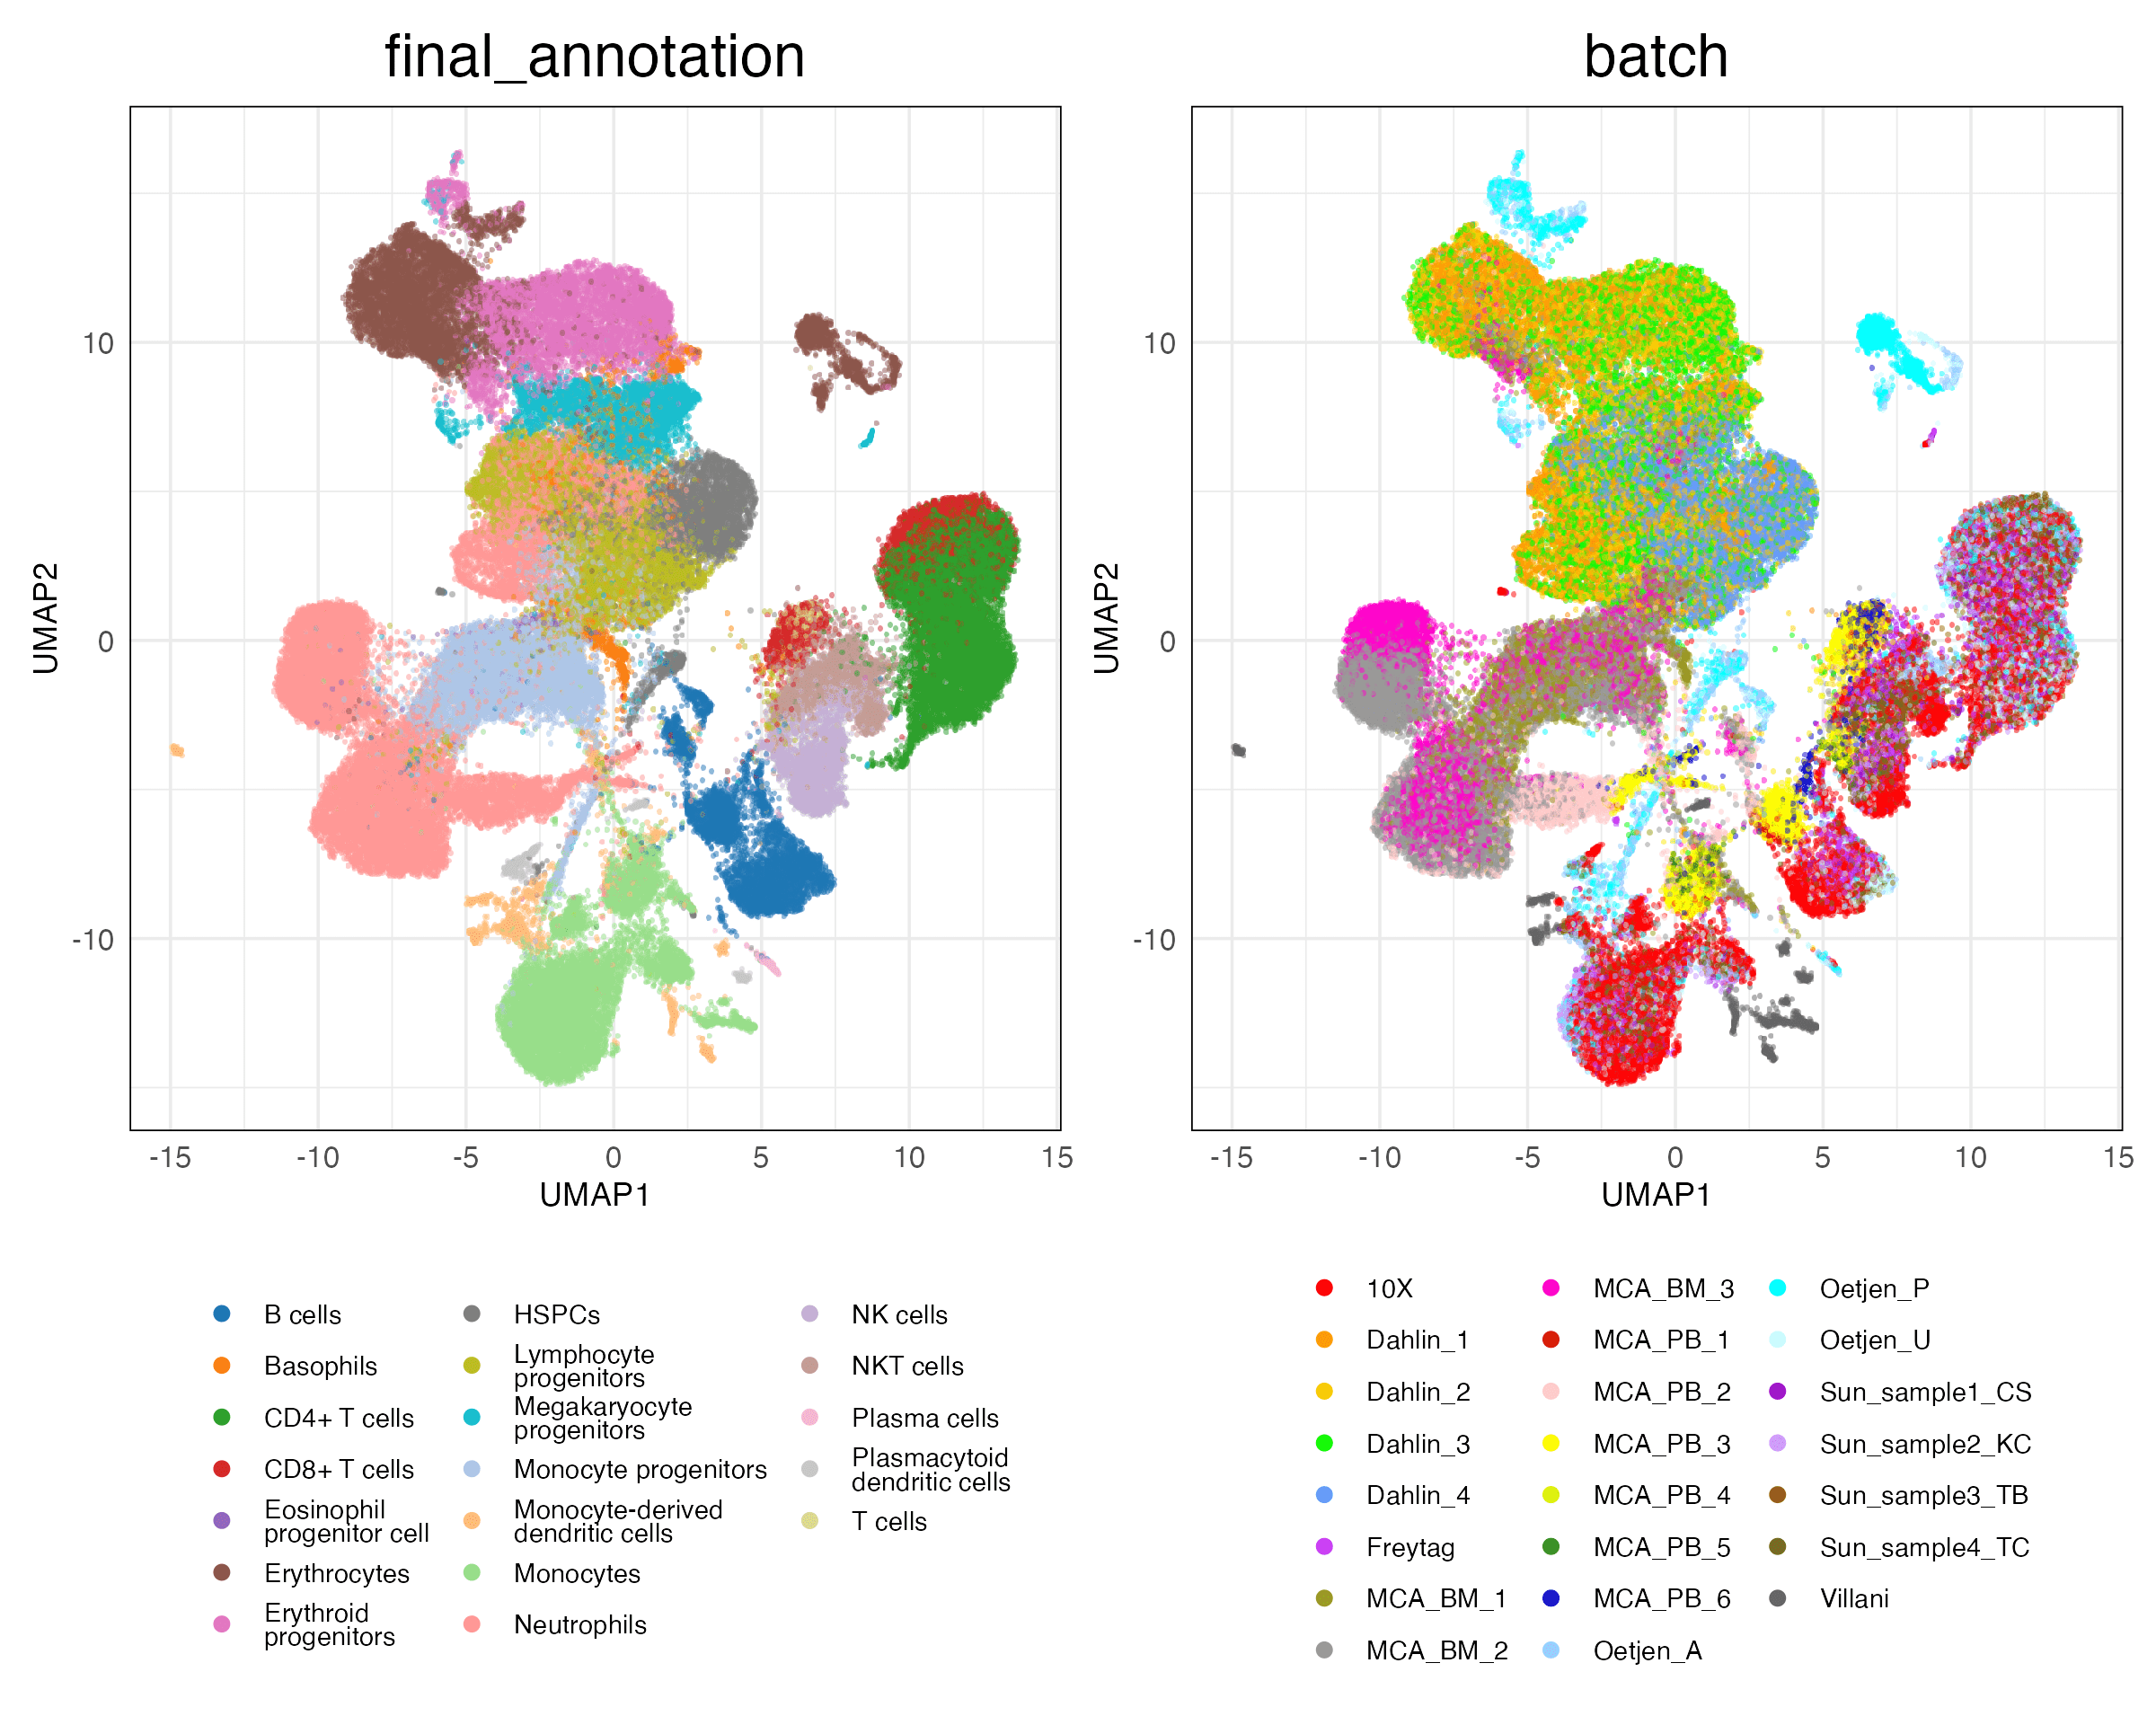 final_annotation
UMAP2
10
0
-10
-15
-10
-5
0
5
10
15
UMAP1
B cells
Basophils
CD4+ T cells
CD8+ T cells
Eosinophil
progenitor cell
Erythrocytes
Erythroid
progenitors
HSPCs
Lymphocyte
progenitors
Megakaryocyte
progenitors
Monocyte progenitors
Monocyte-derived
dendritic cells
Monocytes
Neutrophils
NK cells
NKT cells
Plasma cells
Plasmacytoid
dendritic cells
T cells
batch
UMAP2
10
0
-10
-15
-10
-5
0
5
10
15
UMAP1
10X
Dahlin_1
Dahlin_2
Dahlin_3
Dahlin_4
Freytag
MCA_BM_1
MCA_BM_2
MCA_BM_3
MCA_PB_1
MCA_PB_2
MCA_PB_3
MCA_PB_4
MCA_PB_5
MCA_PB_6
Oetjen_A
Oetjen_P
Oetjen_U
Sun_sample1_CS
Sun_sample2_KC
Sun_sample3_TB
Sun_sample4_TC
Villani